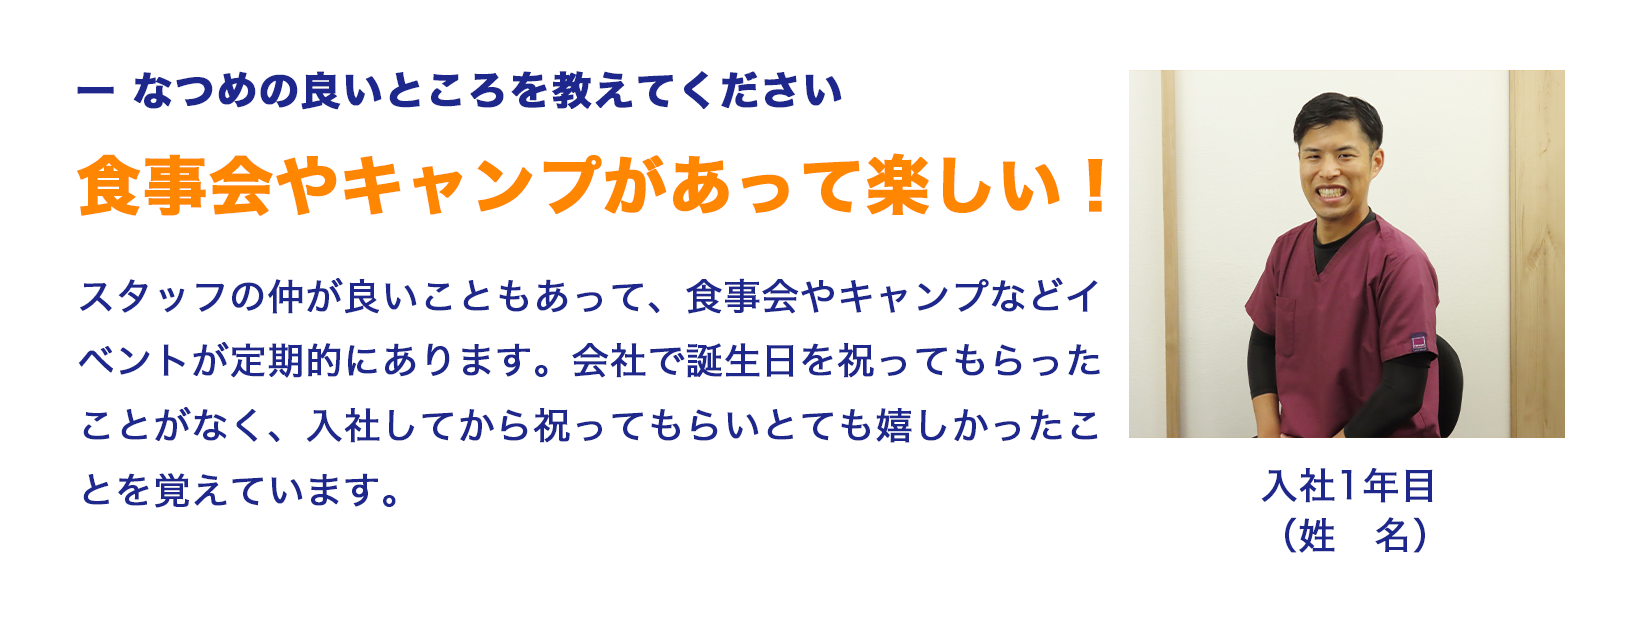 ー なつめの良いところを教えてください
食事会やキャンプがあって楽しい！
スタッフの仲が良いこともあって、食事会やキャンプなどイ
ベントが定期的にあります。会社で誕生日を祝ってもらった
ことがなく、入社してから祝ってもらいとても嬉しかったこ
とを覚えています。
入社1年目
（姓　名）